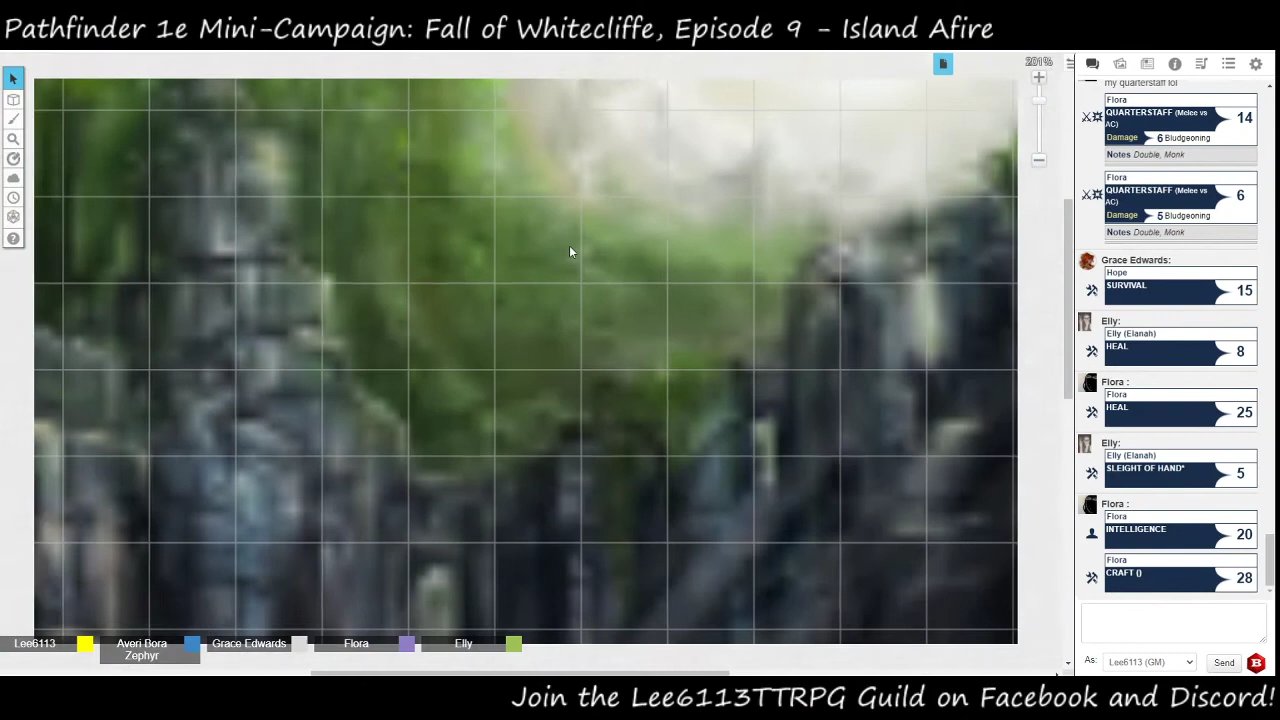 Pathfinder 1e Mini-Campaign: Fall of Whitecliffe, Episode 9 - Island Afire
201%
my quarterstaff lol
Flora
QUARTERSTAFF (Melee vs AC)
14
Damage 6 Bludgeoning
Notes Double, Monk
Flora
QUARTERSTAFF (Melee vs AC)
6
Damage 5 Bludgeoning
Notes Double, Monk
Grace Edwards:
Hope
SURVIVAL 15
Elly:
Elly (Elanah)
HEAL 8
Flora :
Flora
HEAL 25
Elly:
Elly (Elanah)
SLEIGHT OF HAND* 5
Flora :
Flora
INTELLIGENCE 20
Flora
CRAFT () 28
Lee6113 Averi Bora Zephyr Grace Edwards Flora Elly
As: Lee6113 (GM) Send
Join the Lee6113TTRPG Guild on Facebook and Discord!